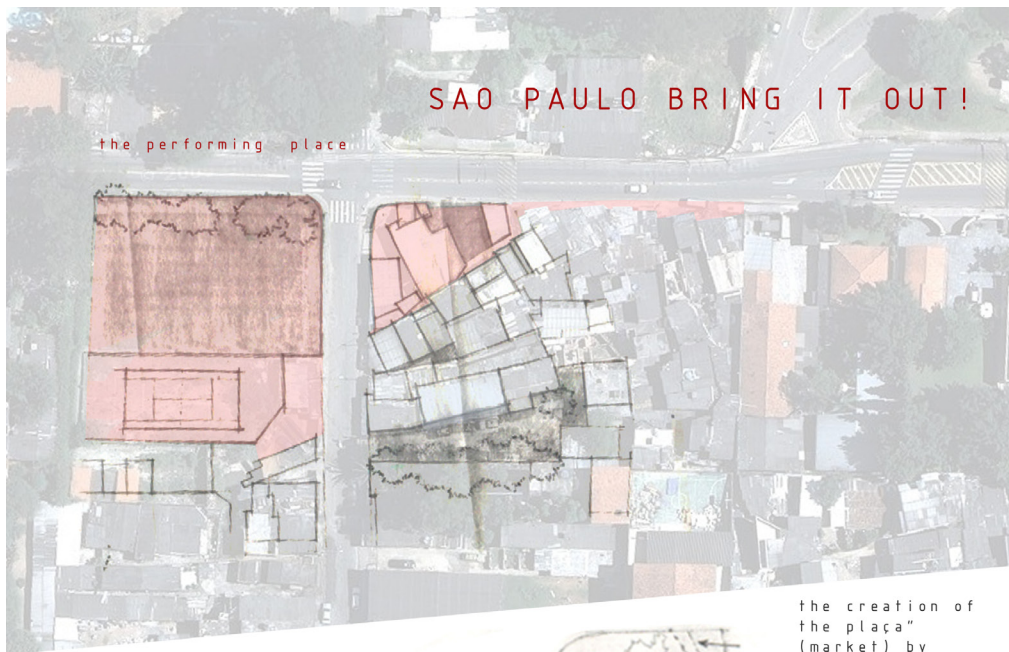 SAO PAULO BRING IT OUT!
the performing place
the creation of
the plaça"
(market) by